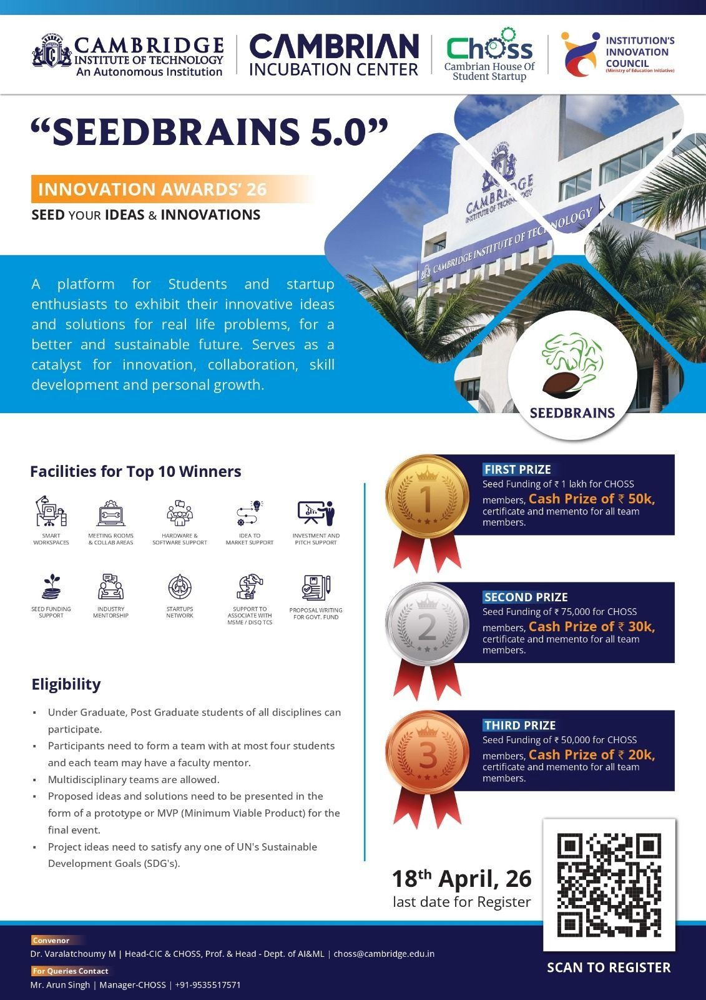 CAMBRIDGE
INSTITUTE OF TECHNOLOGY
An Autonomous Institution
CAMBRIAN
INCUBATION CENTER
Choss
Cambrian House Of
Student Startup
INSTITUTION'S
INNOVATION
COUNCIL
(Ministry of Education Initiative)
“SEEDBRAINS 5.0”
INNOVATION AWARDS’ 26
SEED YOUR IDEAS & INNOVATIONS
CAMBRIDGE
INSTITUTE OF TECHNOLOGY
CAMBRIDGE INSTITUTE OF TECHNOLOGY
A platform for Students and startup
enthusiasts to exhibit their innovative ideas
and solutions for real life problems, for a
better and sustainable future. Serves as a
catalyst for innovation, collaboration, skill
development and personal growth.
SEEDBRAINS
Facilities for Top 10 Winners
SMART
WORKSPACES
MEETING ROOMS
& COLLAB AREAS
HARDWARE &
SOFTWARE SUPPORT
IDEA TO
MARKET SUPPORT
INVESTMENT AND
PITCH SUPPORT
SEED FUNDING
SUPPORT
INDUSTRY
MENTORSHIP
STARTUPS
NETWORK
SUPPORT TO
ASSOCIATE WITH
MSME / DISQ TCS
PROPOSAL WRITING
FOR GOVT. FUND
Eligibility
▪ Under Graduate, Post Graduate students of all disciplines can
participate.
▪ Participants need to form a team with at most four students
and each team may have a faculty mentor.
▪ Multidisciplinary teams are allowed.
▪ Proposed ideas and solutions need to be presented in the
form of a prototype or MVP (Minimum Viable Product) for the
final event.
▪ Project ideas need to satisfy any one of UN's Sustainable
Development Goals (SDG's).
1
FIRST PRIZE
Seed Funding of ₹ 1 lakh for CHOSS
members, Cash Prize of ₹ 50k,
certificate and memento for all team
members.
2
SECOND PRIZE
Seed Funding of ₹ 75,000 for CHOSS
members, Cash Prize of ₹ 30k,
certificate and memento for all team
members.
3
THIRD PRIZE
Seed Funding of ₹ 50,000 for CHOSS
members, Cash Prize of ₹ 20k,
certificate and memento for all team
members.
18th April, 26
last date for Register
SCAN TO REGISTER
Convenor
Dr. Varalatchoumy M | Head-CIC & CHOSS, Prof. & Head - Dept. of AI&ML | choss@cambridge.edu.in
For Queries Contact
Mr. Arun Singh | Manager-CHOSS | +91-9535517571